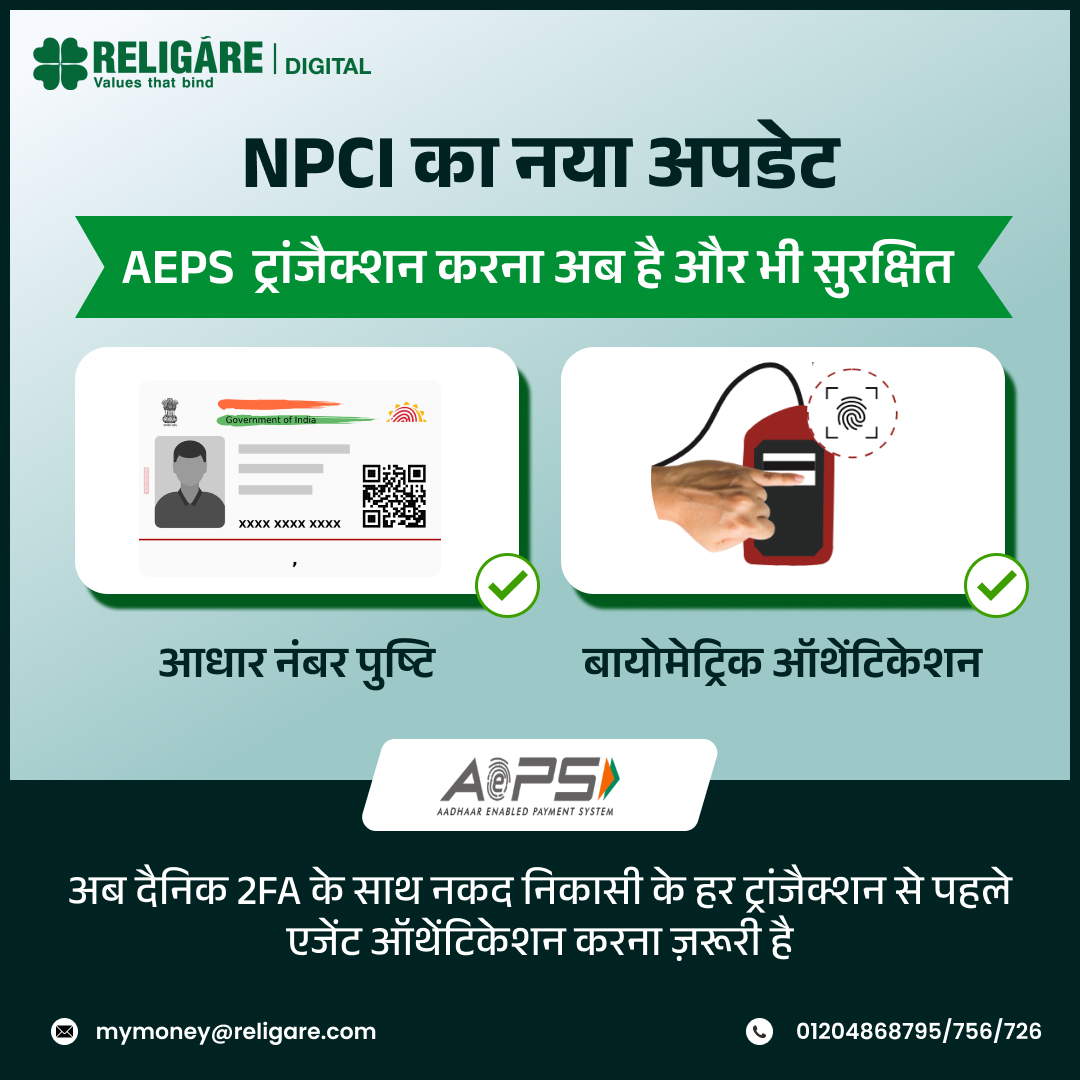 RELIGÁRE | DIGITAL
Values that bind
NPCI का नया अपडेट
AEPS ट्रांजैक्शन करना अब है और भी सुरक्षित
Government of India
XXXX XXXX XXXX
आधार नंबर पुष्टि
बायोमेट्रिक ऑथेंटिकेशन
AePS
AADHAAR ENABLED PAYMENT SYSTEM
अब दैनिक 2FA के साथ नकद निकासी के हर ट्रांजैक्शन से पहले
एजेंट ऑथेंटिकेशन करना ज़रूरी है
mymoney@religare.com
01204868795/756/726